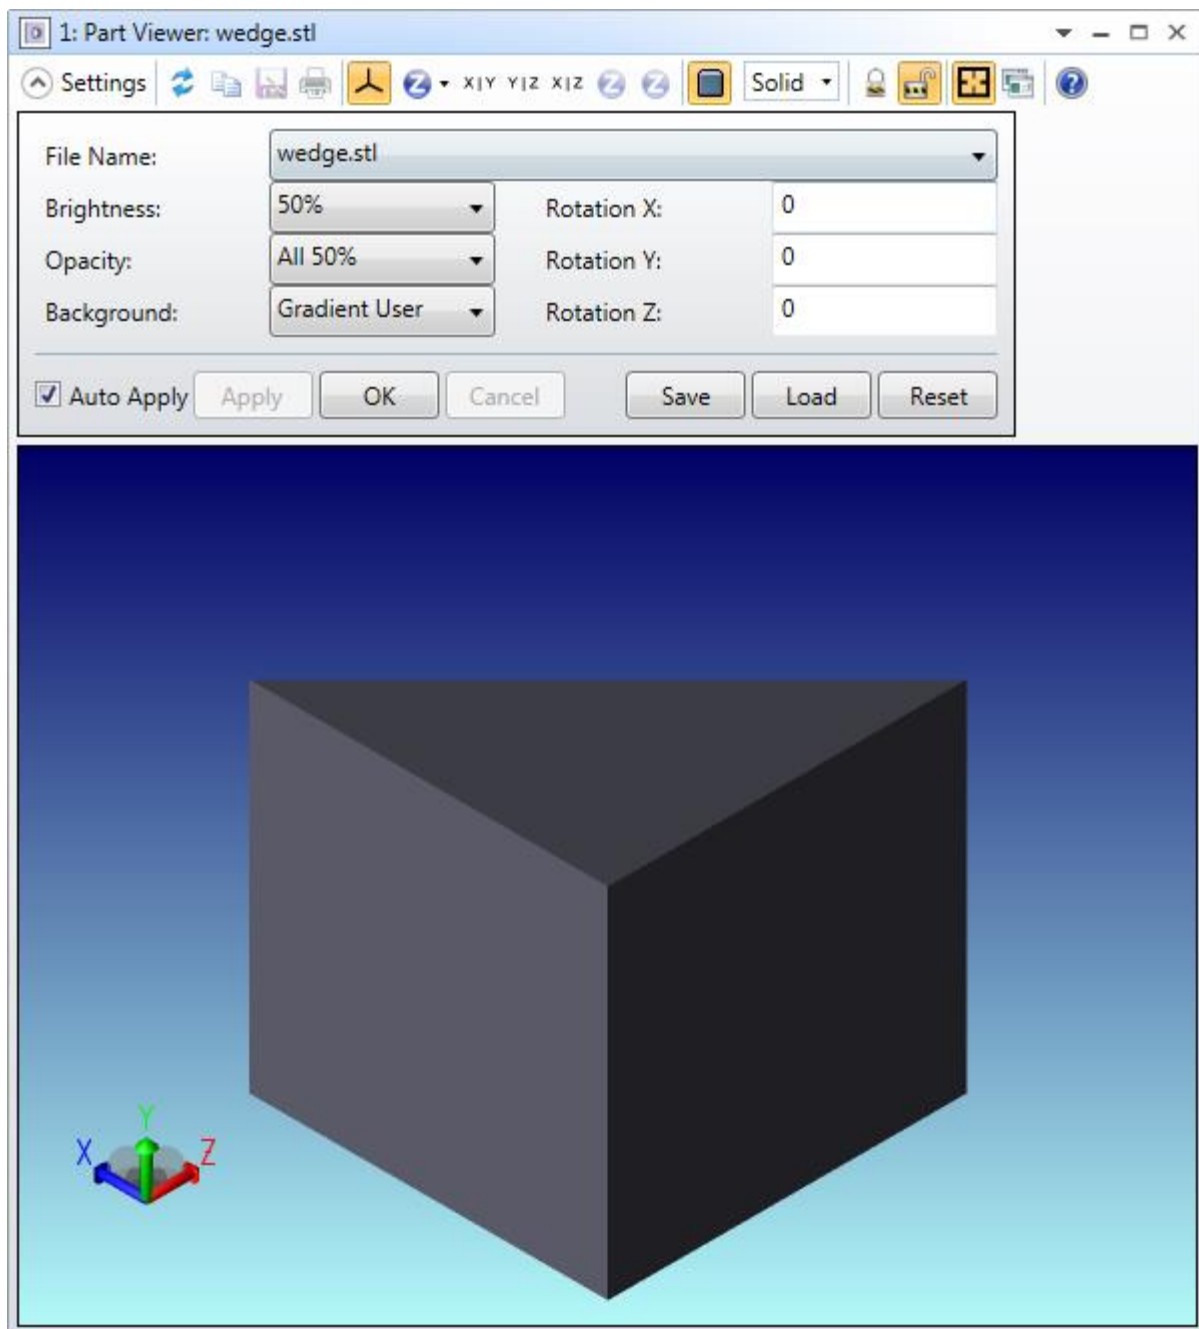 1: Part Viewer: wedge.stl
Settings Z X|Y Y|Z X|Z Z Z Solid ?
File Name: wedge.stl
Brightness: 50% Rotation X: 0
Opacity: All 50% Rotation Y: 0
Background: Gradient User Rotation Z: 0
Auto Apply Apply OK Cancel Save Load Reset
Y
X Z